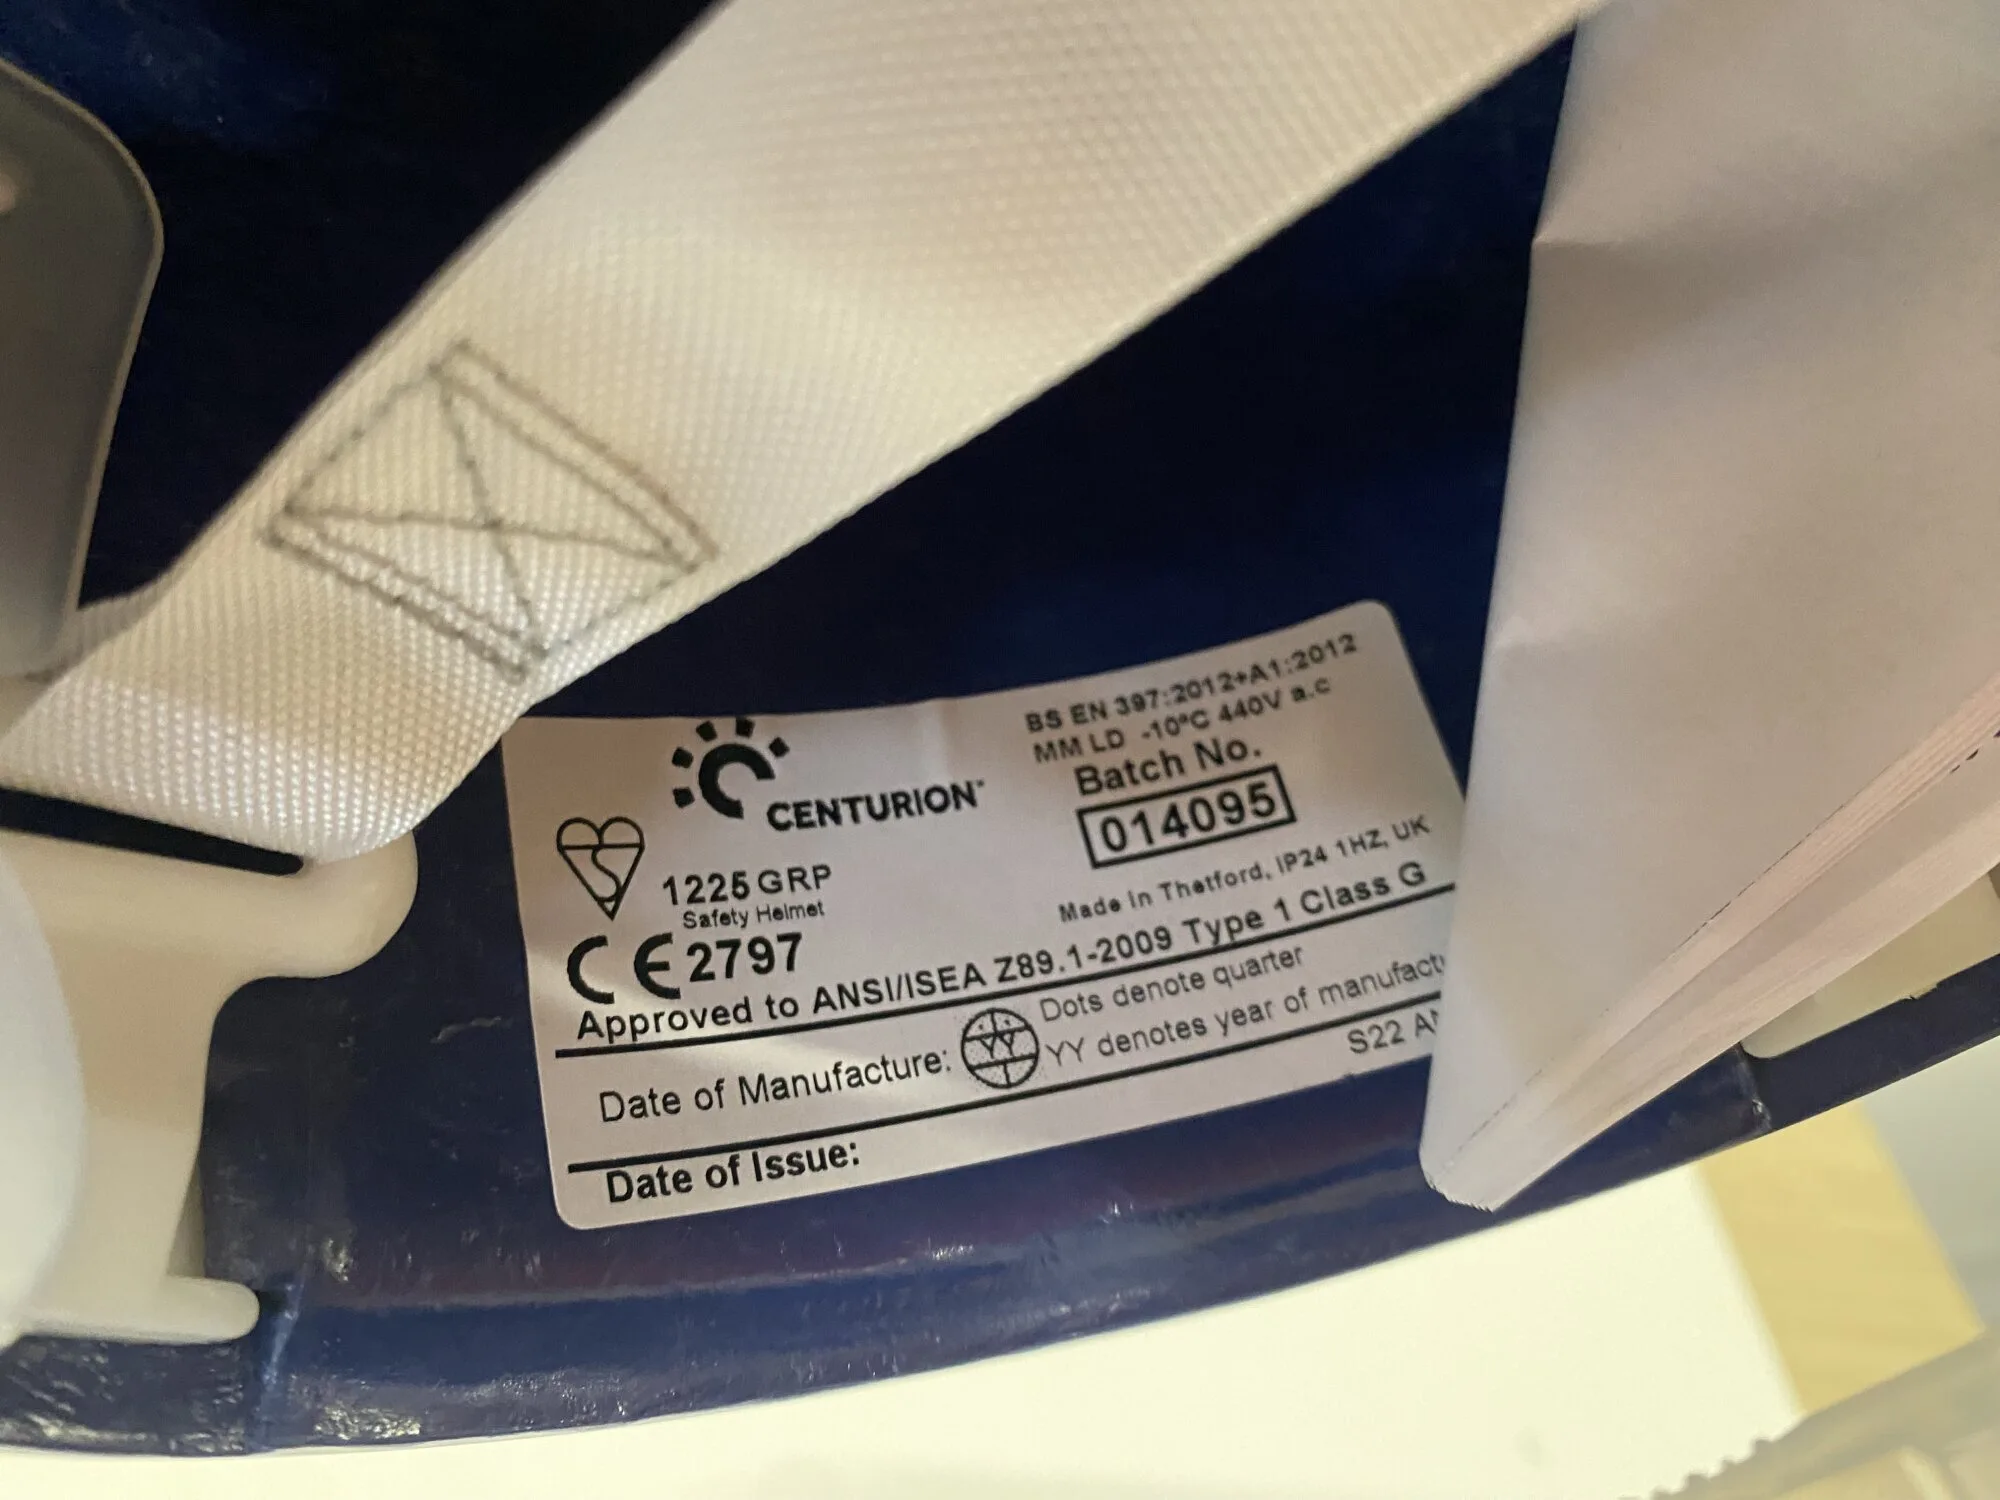 BS EN 397:2012+A1:2012
MM LD -10°C 440V a.c
Batch No.
014095
CENTURION
1225 GRP
Safety Helmet
Made in Thetford, IP24 1HZ, UK
CE 2797
Approved to ANSI/ISEA Z89.1-2009 Type 1 Class G
Date of Manufacture:
YY
Dots denote quarter
YY denotes year of manufact
S22
Date of Issue: